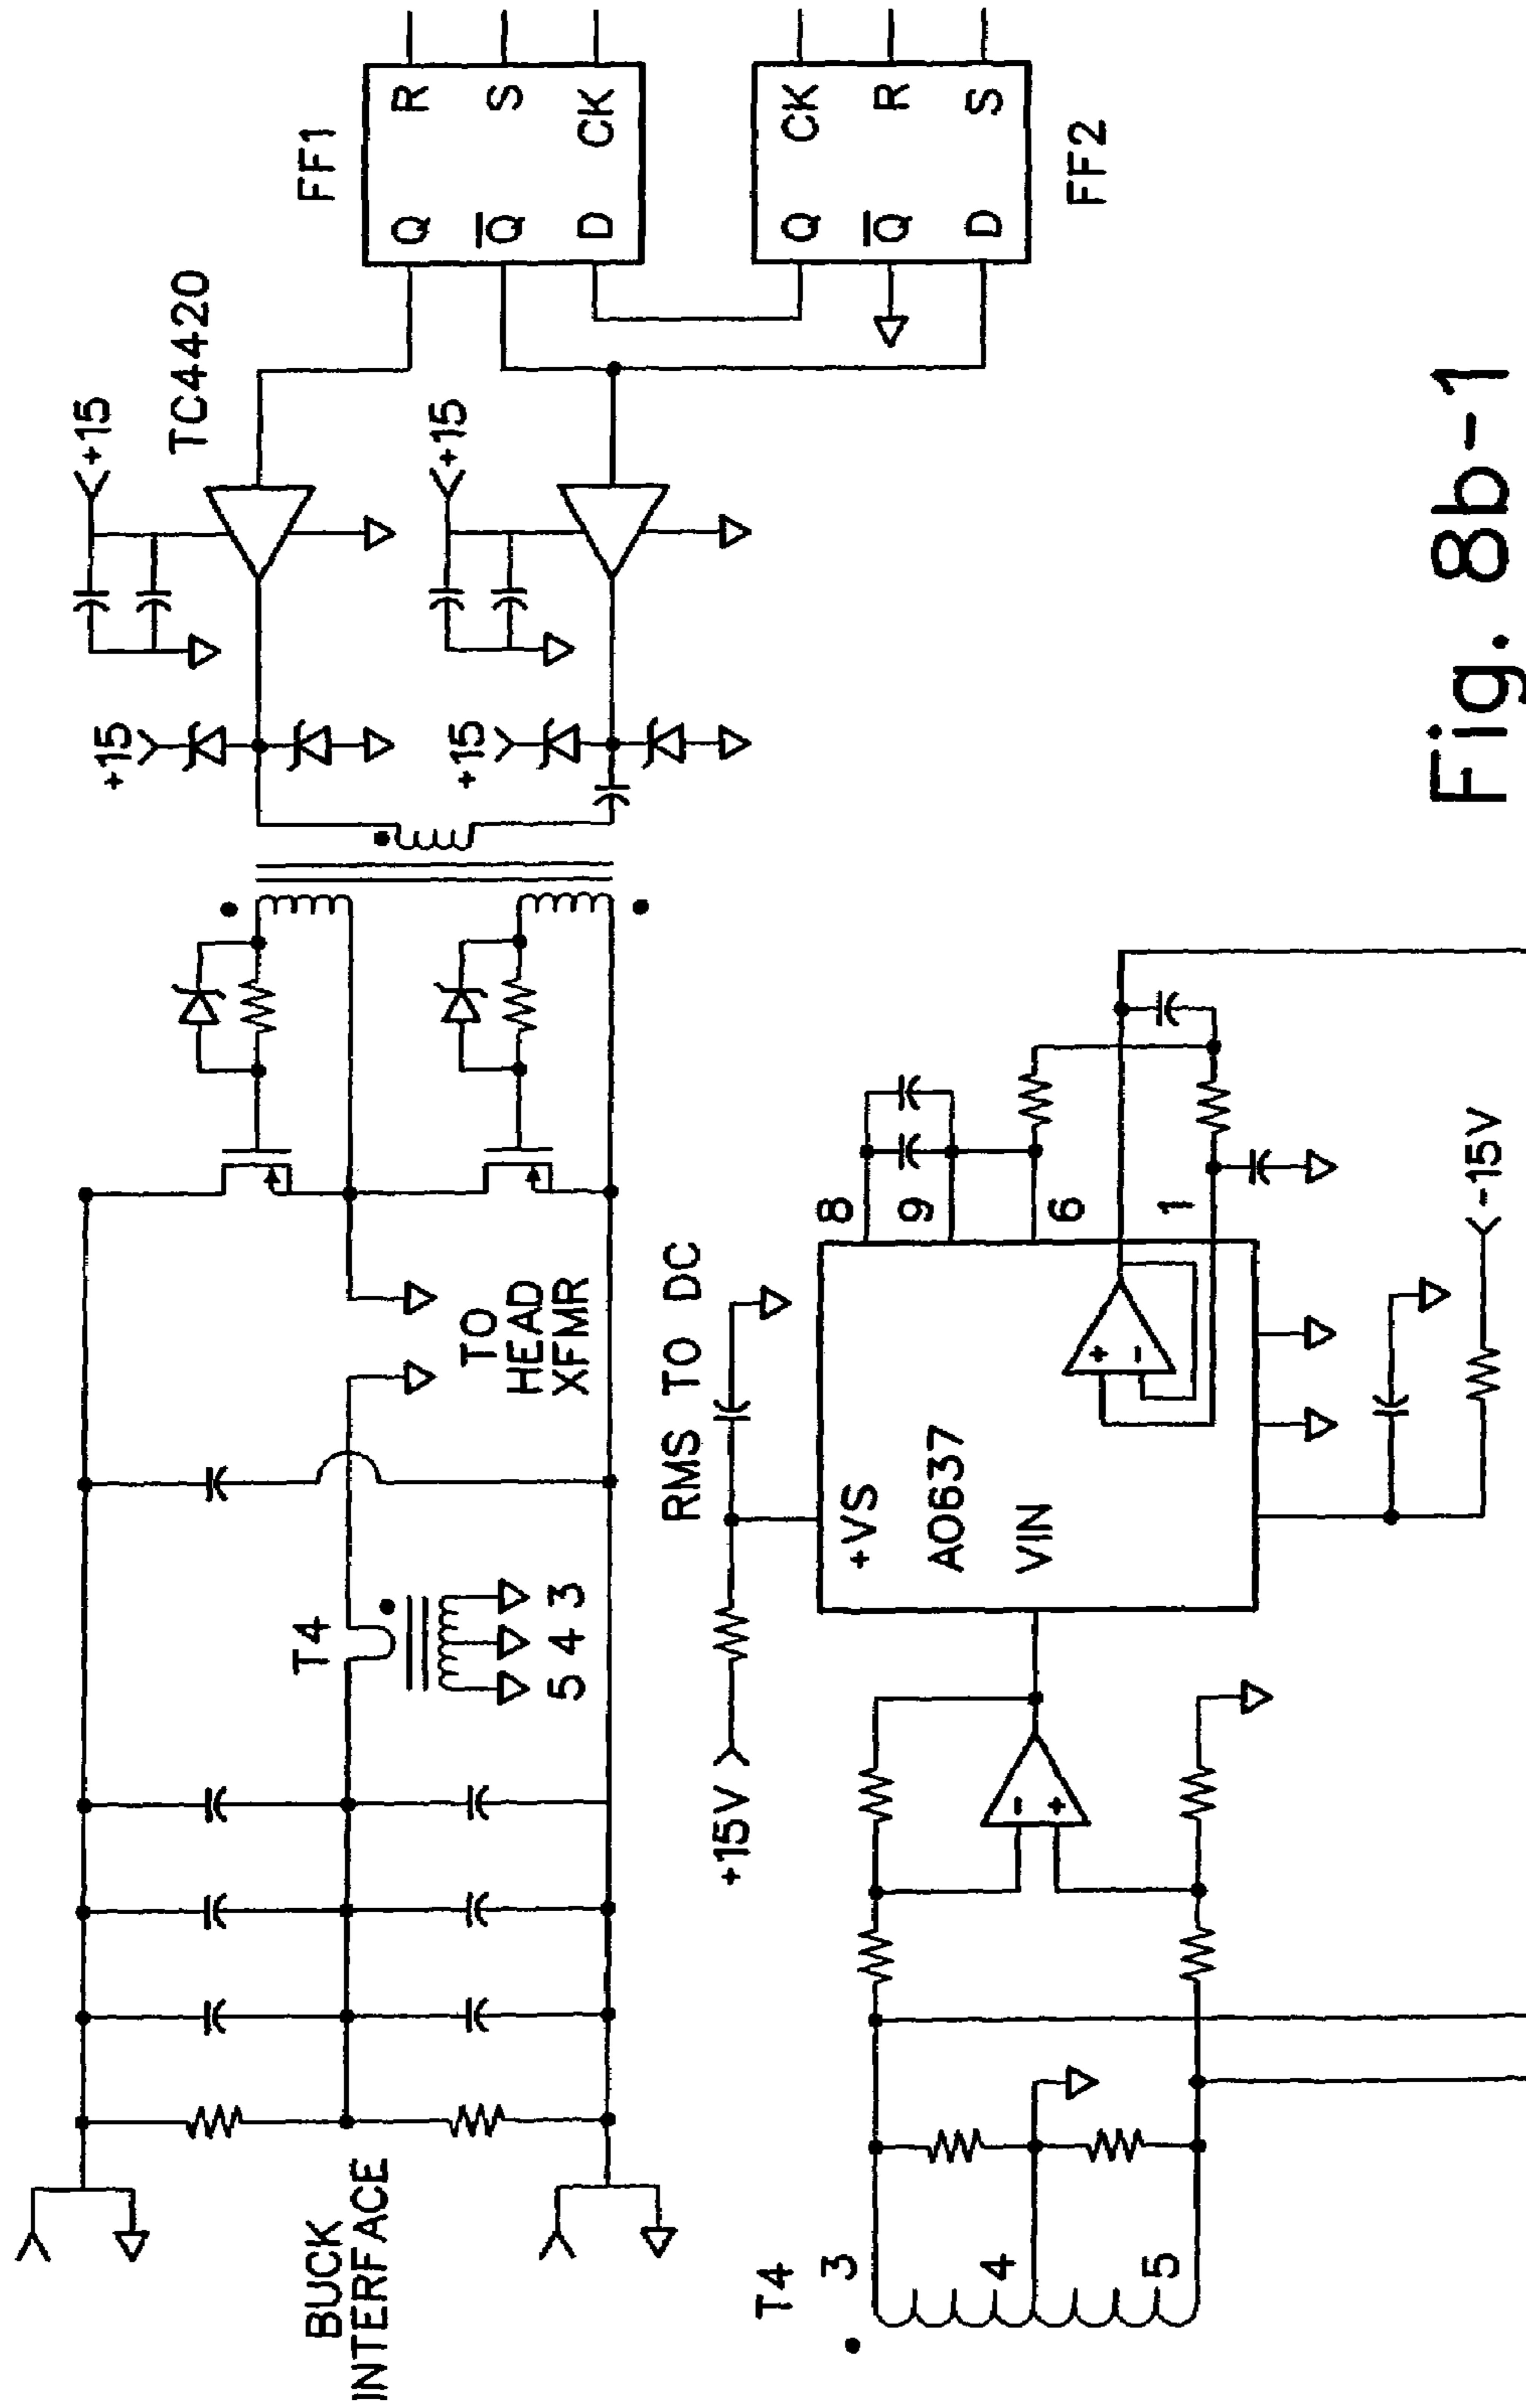 BUCK
INTERFACE
T4
5 4 3
TO
HEAD
XFMR
+15
+15
+15
+15
TC4420
FF1
Q
R
Q̅
S
D
CK
Q
CK
Q̅
R
D
S
FF2
T4
3
4
5
-
+
+15V
RMS TO DC
+VS
AO637
VIN
+
-
8
9
6
1
-15V
Fig. 8b-1